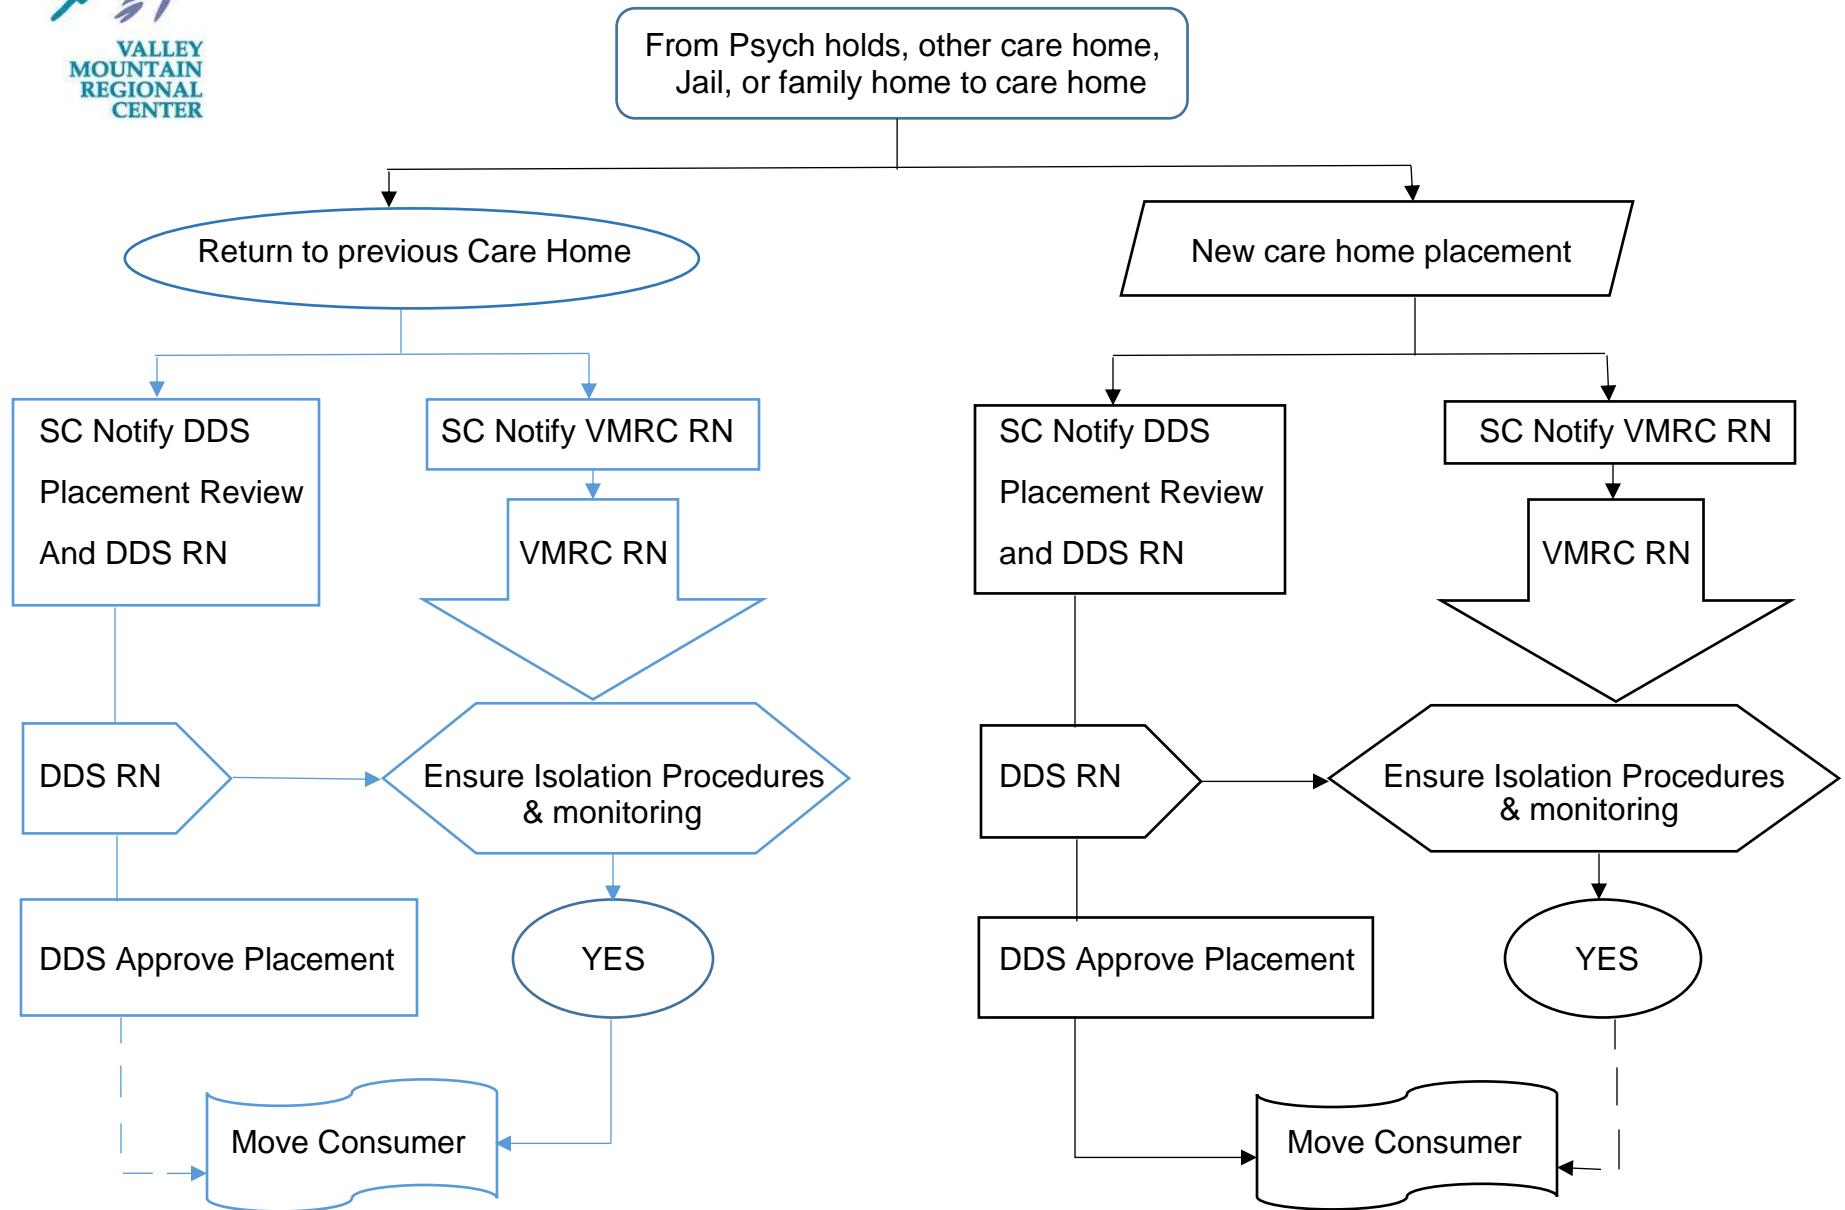 VALLEY
MOUNTAIN
REGIONAL
CENTER
From Psych holds, other care home,
Jail, or family home to care home
Return to previous Care Home
New care home placement
SC Notify DDS
Placement Review
And DDS RN
SC Notify VMRC RN
SC Notify DDS
Placement Review
and DDS RN
SC Notify VMRC RN
VMRC RN
VMRC RN
DDS RN
Ensure Isolation Procedures
& monitoring
DDS RN
Ensure Isolation Procedures
& monitoring
DDS Approve Placement
YES
DDS Approve Placement
YES
Move Consumer
Move Consumer